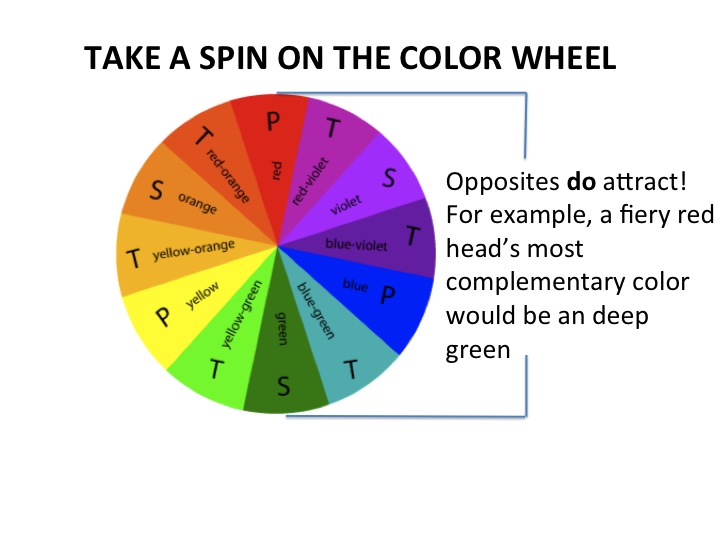 TAKE A SPIN ON THE COLOR WHEEL
P
red
T
red-violet
S
violet
T
blue-violet
P
blue
T
blue-green
S
green
T
yellow-green
P
yellow
T
yellow-orange
S
orange
T
red-orange
Opposites do attract!
For example, a fiery red
head’s most
complementary color
would be an deep
green